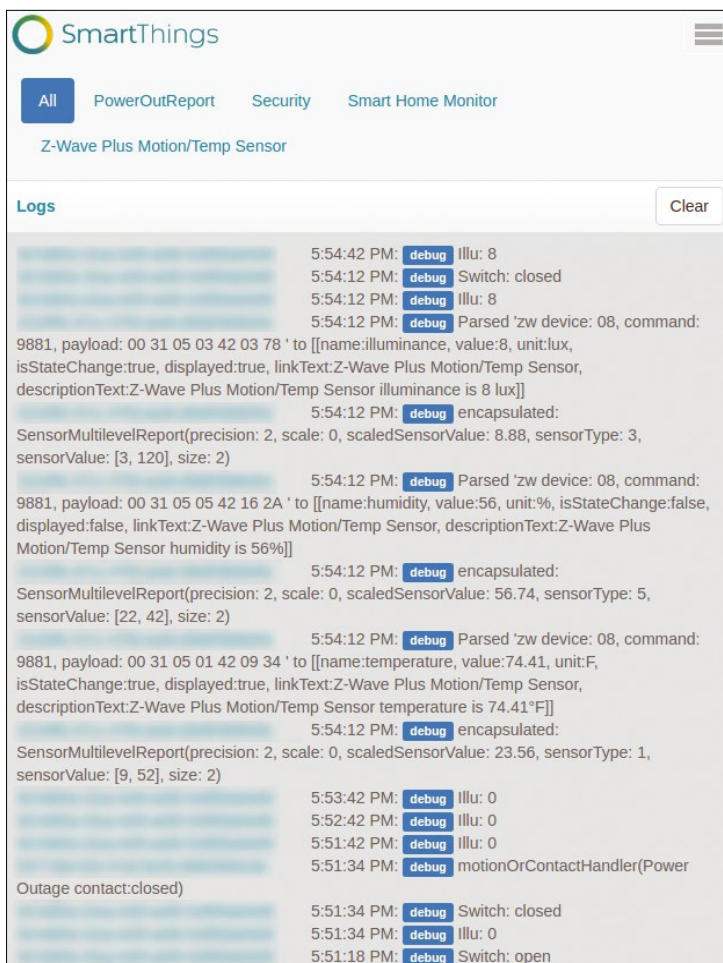 SmartThings
All PowerOutReport Security Smart Home Monitor
Z-Wave Plus Motion/Temp Sensor
Logs Clear
5:54:42 PM: debug Illu: 8
5:54:12 PM: debug Switch: closed
5:54:12 PM: debug Illu: 8
5:54:12 PM: debug Parsed 'zw device: 08, command:
9881, payload: 00 31 05 03 42 03 78 ' to [[name:illuminance, value:8, unit:lux,
isStateChange:true, displayed:true, linkText:Z-Wave Plus Motion/Temp Sensor,
descriptionText:Z-Wave Plus Motion/Temp Sensor illuminance is 8 lux]]
5:54:12 PM: debug encapsulated:
SensorMultilevelReport(precision: 2, scale: 0, scaledSensorValue: 8.88, sensorType: 3,
sensorValue: [3, 120], size: 2)
5:54:12 PM: debug Parsed 'zw device: 08, command:
9881, payload: 00 31 05 05 42 16 2A ' to [[name:humidity, value:56, unit:%, isStateChange:false,
displayed:false, linkText:Z-Wave Plus Motion/Temp Sensor, descriptionText:Z-Wave Plus
Motion/Temp Sensor humidity is 56%]]
5:54:12 PM: debug encapsulated:
SensorMultilevelReport(precision: 2, scale: 0, scaledSensorValue: 56.74, sensorType: 5,
sensorValue: [22, 42], size: 2)
5:54:12 PM: debug Parsed 'zw device: 08, command:
9881, payload: 00 31 05 01 42 09 34 ' to [[name:temperature, value:74.41, unit:F,
isStateChange:true, displayed:true, linkText:Z-Wave Plus Motion/Temp Sensor,
descriptionText:Z-Wave Plus Motion/Temp Sensor temperature is 74.41°F]]
5:54:12 PM: debug encapsulated:
SensorMultilevelReport(precision: 2, scale: 0, scaledSensorValue: 23.56, sensorType: 1,
sensorValue: [9, 52], size: 2)
5:53:42 PM: debug Illu: 0
5:52:42 PM: debug Illu: 0
5:51:42 PM: debug Illu: 0
5:51:34 PM: debug motionOrContactHandler(Power
Outage contact:closed)
5:51:34 PM: debug Switch: closed
5:51:34 PM: debug Illu: 0
5:51:18 PM: debug Switch: open